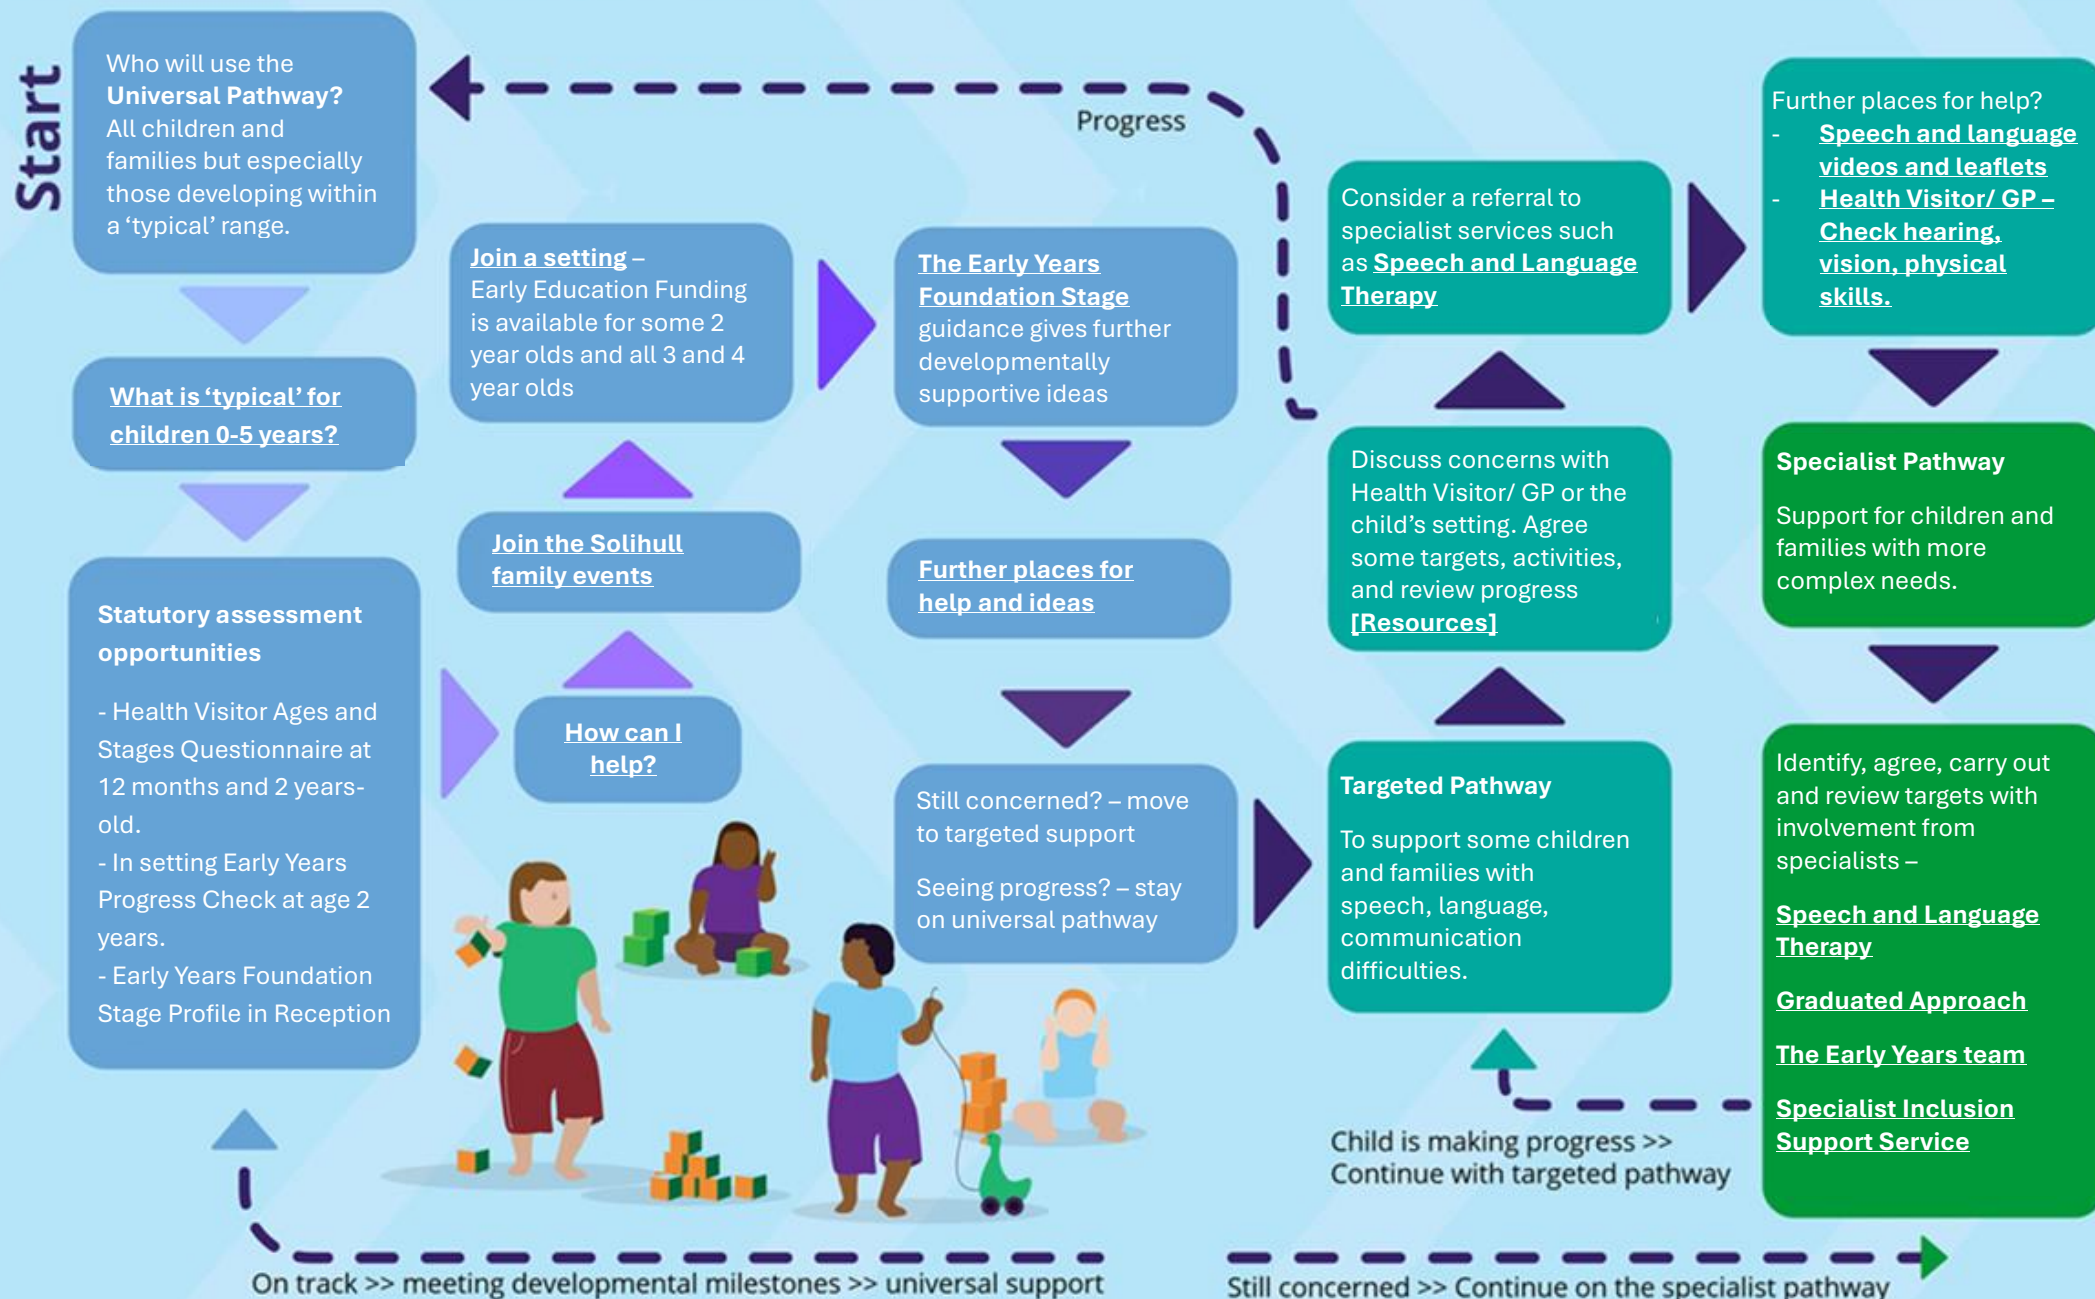 Start
Who will use the
Universal Pathway?
All children and
families but especially
those developing within
a ‘typical’ range.
What is ‘typical’ for
children 0-5 years?
Statutory assessment
opportunities
- Health Visitor Ages and
Stages Questionnaire at
12 months and 2 years-
old.
- In setting Early Years
Progress Check at age 2
years.
- Early Years Foundation
Stage Profile in Reception
How can I
help?
Join the Solihull
family events
Join a setting –
Early Education Funding
is available for some 2
year olds and all 3 and 4
year olds
The Early Years
Foundation Stage
guidance gives further
developmentally
supportive ideas
Further places for
help and ideas
Still concerned? – move
to targeted support
Seeing progress? – stay
on universal pathway
Targeted Pathway
To support some children
and families with
speech, language,
communication
difficulties.
Discuss concerns with
Health Visitor/ GP or the
child’s setting. Agree
some targets, activities,
and review progress
[Resources]
Progress
Consider a referral to
specialist services such
as Speech and Language
Therapy
Further places for help?
- Speech and language
videos and leaflets
- Health Visitor/ GP –
Check hearing,
vision, physical
skills.
Specialist Pathway
Support for children and
families with more
complex needs.
Identify, agree, carry out
and review targets with
involvement from
specialists –
Speech and Language
Therapy
Graduated Approach
The Early Years team
Specialist Inclusion
Support Service
Child is making progress >>
Continue with targeted pathway
On track >> meeting developmental milestones >> universal support
Still concerned >> Continue on the specialist pathway